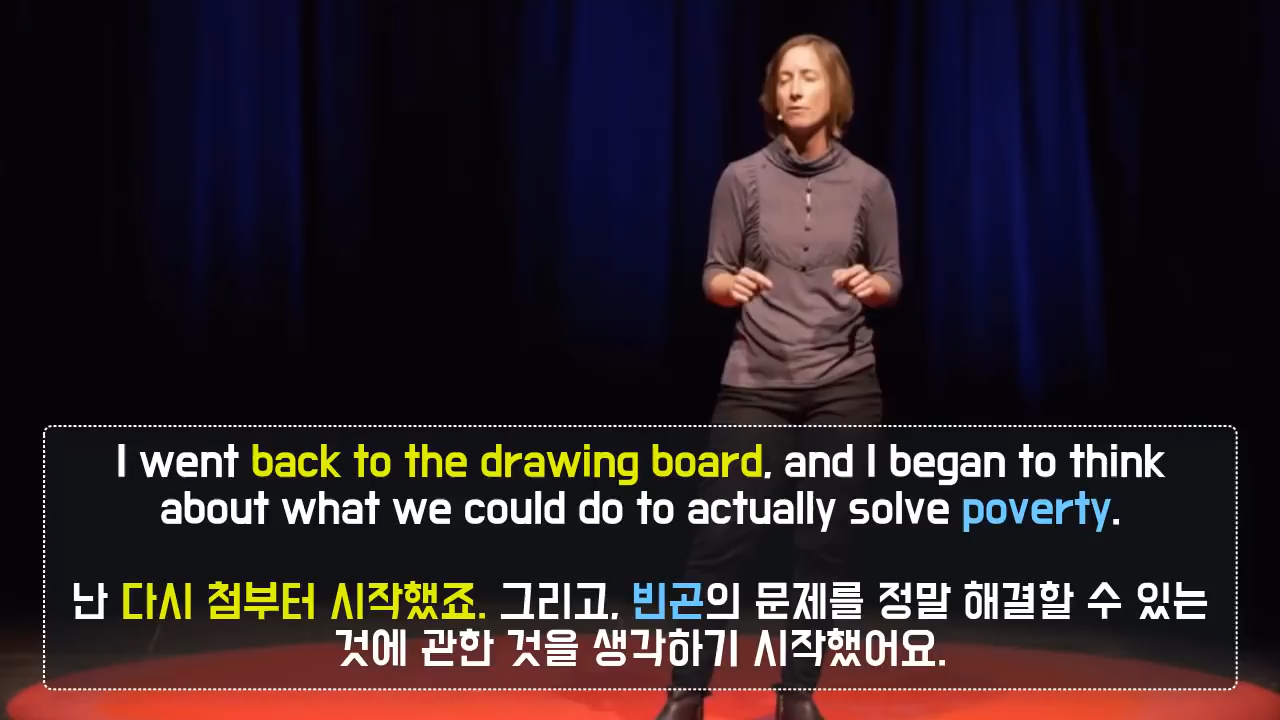 I went back to the drawing board, and I began to think
about what we could do to actually solve poverty.
난 다시 첨부터 시작했죠. 그리고, 빈곤의 문제를 정말 해결할 수 있는
것에 관한 것을 생각하기 시작했어요.